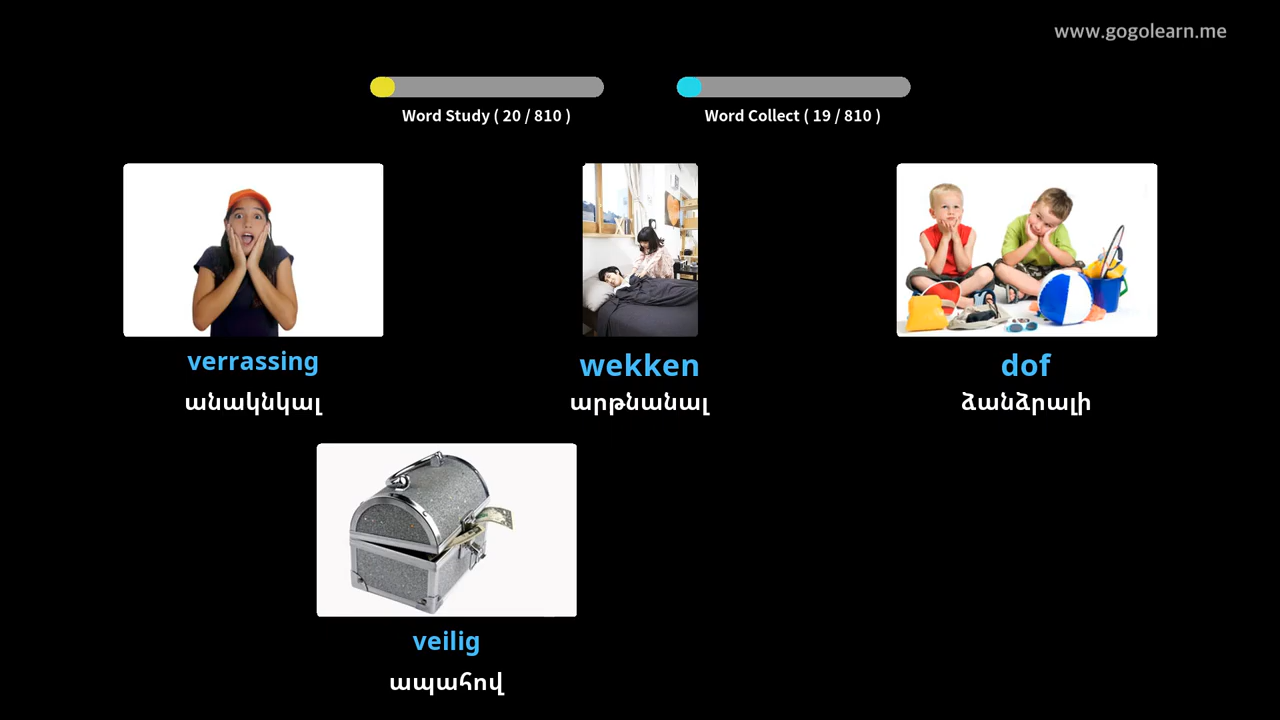 www.gogolearn.me
Word Study ( 20 / 810 )
Word Collect ( 19 / 810 )
verrassing
wekken
dof
անակնկալ
արթնանալ
ձանձրալի
veilig
ապահով